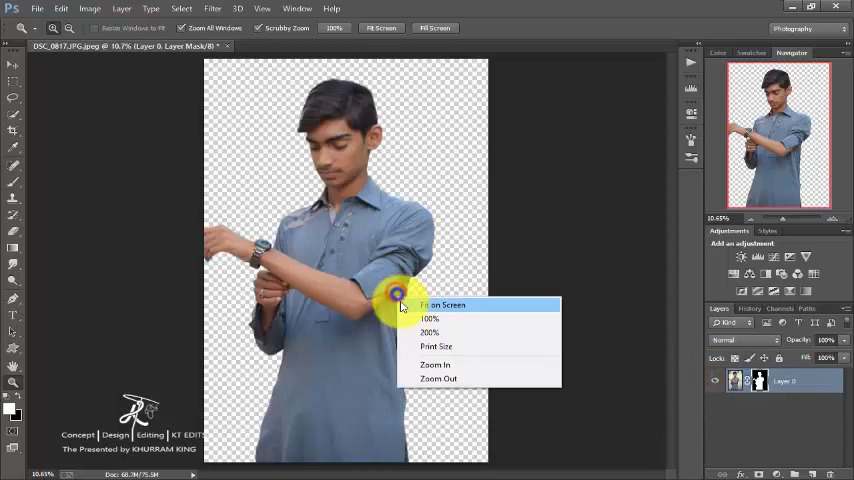 Ps File Edit Image Layer Type Select Filter 3D View Window Help
Resize Windows to Fit Zoom All Windows Scrubby Zoom 100% Fit Screen Fill Screen Photography
DSC_0817.JPG.jpeg @ 10.7% (Layer 0, Layer Mask/8) * ×
Color Swatches Navigator
10.65%
Adjustments Styles
Add an adjustment
Layers History Channels Paths
Kind
Normal Opacity: 100%
Lock: Fill: 100%
Layer 0
Fit on Screen
100%
200%
Print Size
Zoom In
Zoom Out
Concept | Design | Editing | KT EDITS
The Presented By KHURRAM KING
10.65% Doc: 68.7M/75.5M
fx